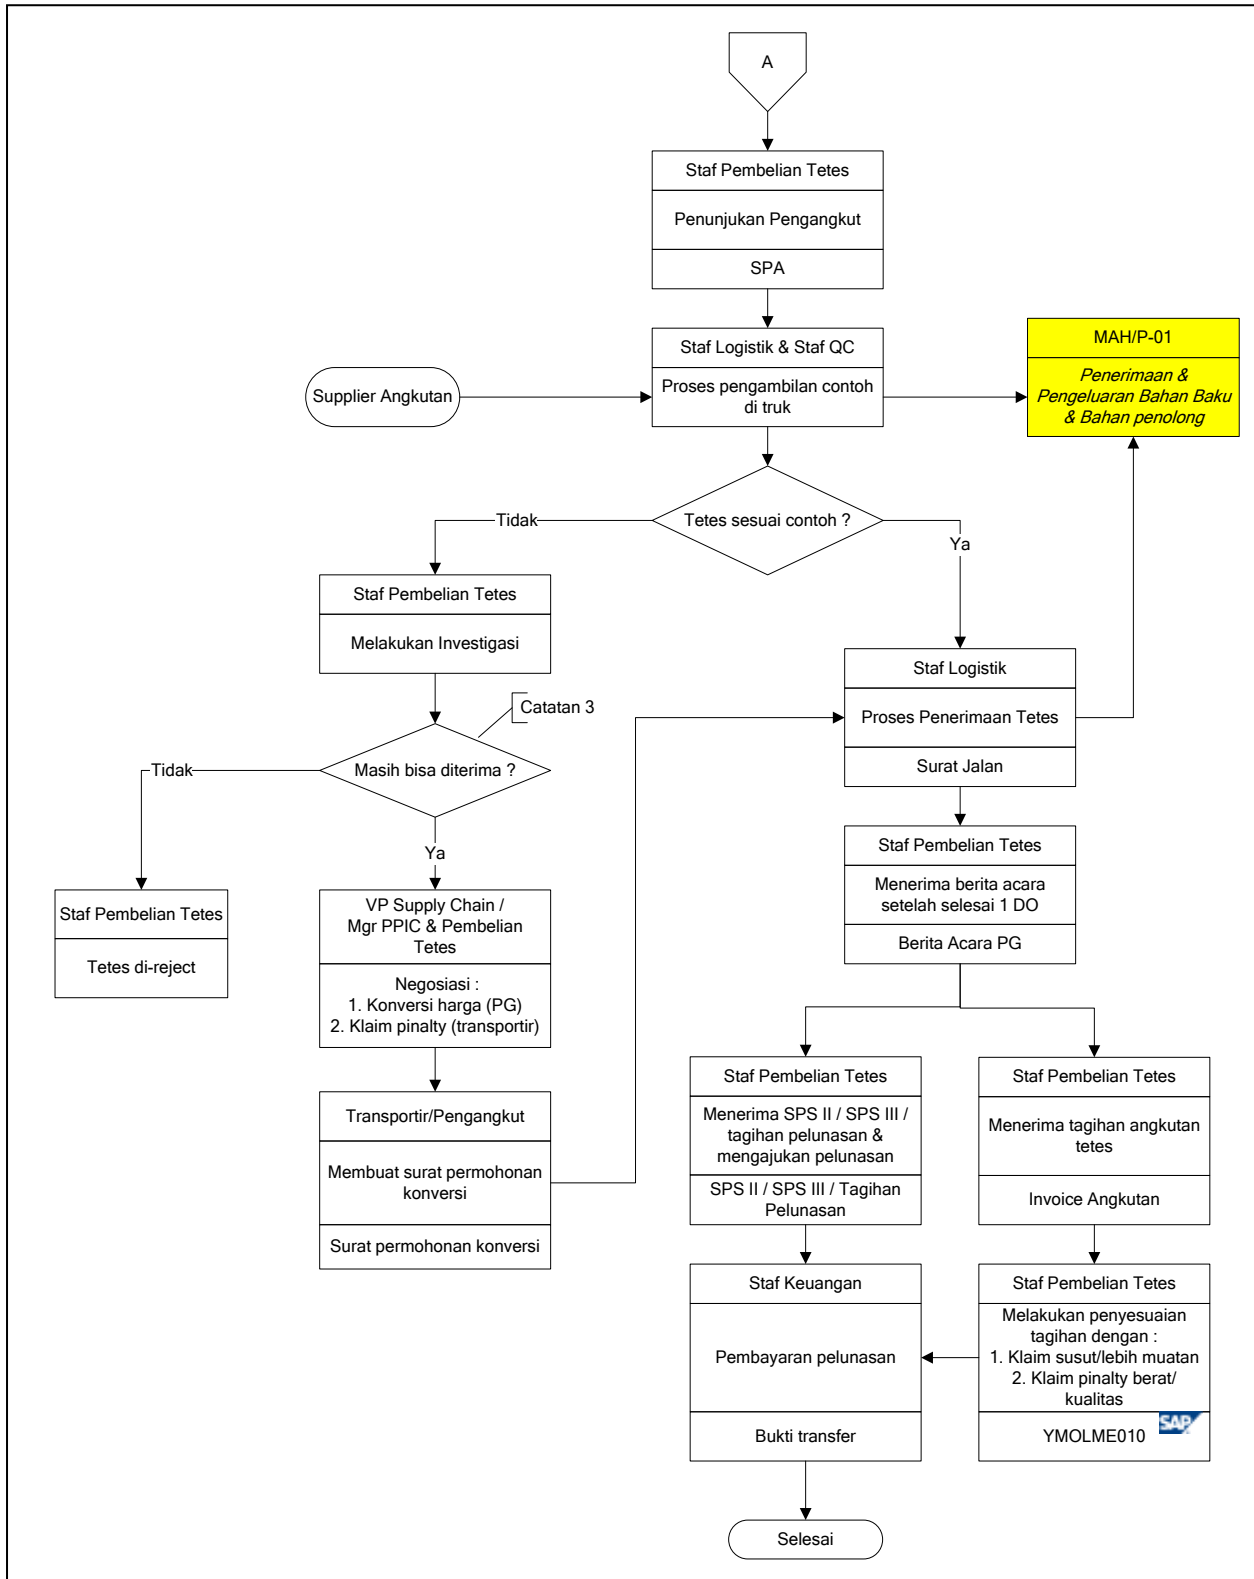 A
Staf Pembelian Tetes
Penunjukan Pengangkut
SPA
Staf Logistik & Staf QC
Proses pengambilan contoh
di truk
Supplier Angkutan
MAH/P-01
Penerimaan &
Pengeluaran Bahan Baku
& Bahan penolong
Tetes sesuai contoh ?
Tidak
Ya
Staf Pembelian Tetes
Melakukan Investigasi
Catatan 3
Masih bisa diterima ?
Tidak
Ya
Staf Pembelian Tetes
Tetes di-reject
VP Supply Chain /
Mgr PPIC & Pembelian
Tetes
Negosiasi :
1. Konversi harga (PG)
2. Klaim pinalty (transportir)
Transportir/Pengangkut
Membuat surat permohonan
konversi
Surat permohonan konversi
Staf Logistik
Proses Penerimaan Tetes
Surat Jalan
Staf Pembelian Tetes
Menerima berita acara
setelah selesai 1 DO
Berita Acara PG
Staf Pembelian Tetes
Menerima SPS II / SPS III /
tagihan pelunasan &
mengajukan pelunasan
SPS II / SPS III / Tagihan
Pelunasan
Staf Pembelian Tetes
Menerima tagihan angkutan
tetes
Invoice Angkutan
Staf Keuangan
Pembayaran pelunasan
Bukti transfer
Staf Pembelian Tetes
Melakukan penyesuaian
tagihan dengan :
1. Klaim susut/lebih muatan
2. Klaim pinalty berat/
kualitas
SAP
YMOLME010
Selesai